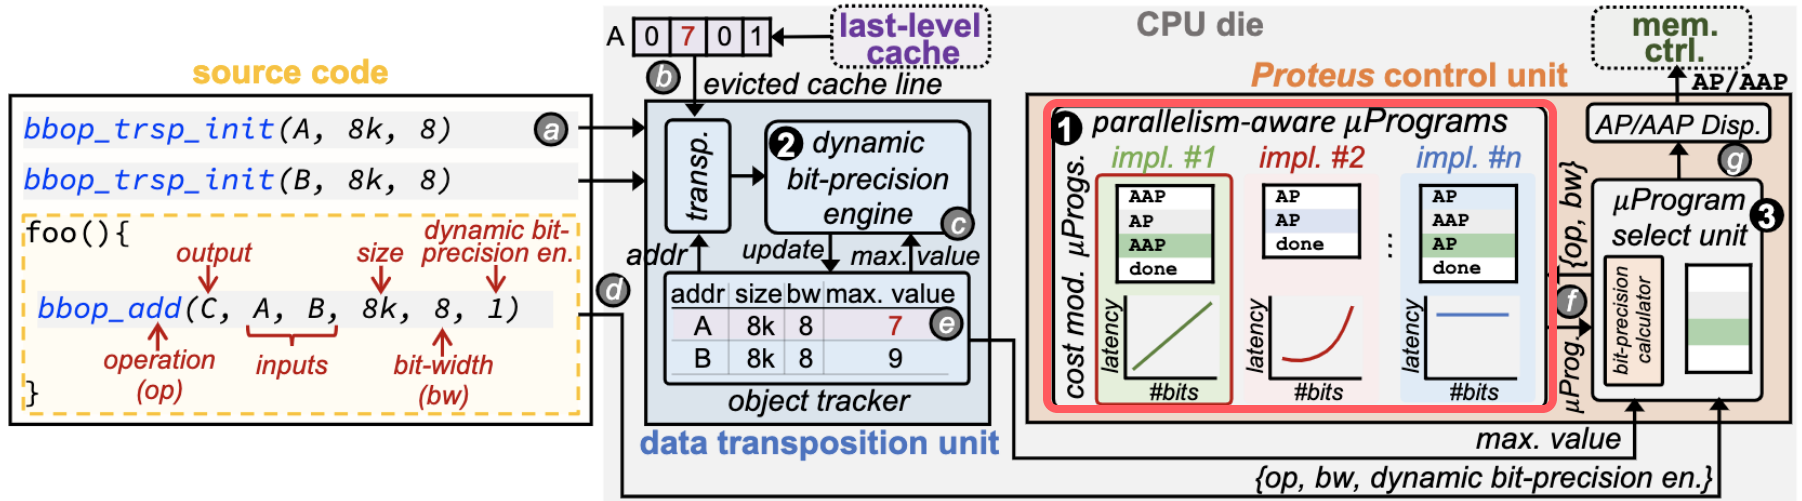 source code
bbop_trsp_init(A, 8k, 8)
a
bbop_trsp_init(B, 8k, 8)
foo(){
output
size
dynamic bit-
precision en.
bbop_add(C, A, B, 8k, 8, 1)
operation
(op)
inputs
bit-width
(bw)
}
d
CPU die
A 0 7 0 1
last-level
cache
b
evicted cache line
transp.
2 dynamic
bit-precision
engine
c
addr
update
max. value
addr size bw max. value
A 8k 8 7
e
B 8k 8 9
object tracker
data transposition unit
Proteus control unit
mem.
ctrl.
AP/AAP
1 parallelism-aware µPrograms
µProgs.
impl. #1
AAP
AP
AAP
done
impl. #2
AP
AP
done
...
impl. #n
AP
AAP
AP
done
cost mod.
latency
#bits
latency
#bits
latency
#bits
{op, bw}
f
µProg.
AP/AAP Disp.
g
µProgram
select unit
3
bit-precision
calculator
max. value
{op, bw, dynamic bit-precision en.}